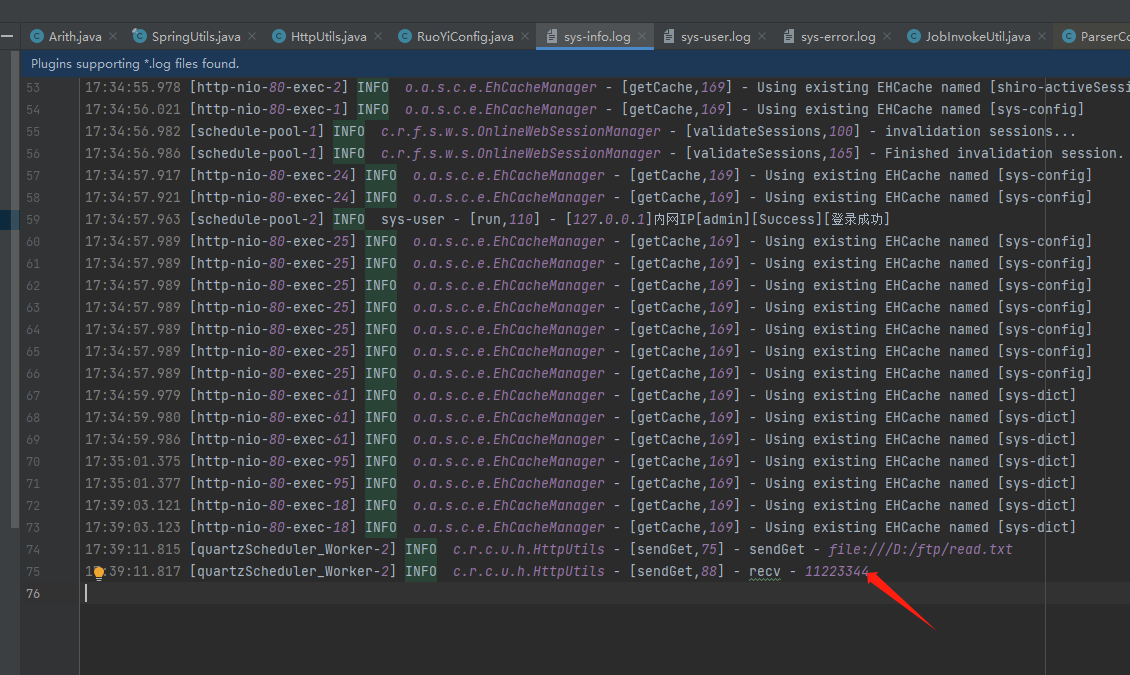 Arith.java SpringUtils.java HttpUtils.java RuoYiConfig.java sys-info.log sys-user.log sys-error.log JobInvokeUtil.java ParserCo
Plugins supporting *.log files found.
53 17:34:55.978 [http-nio-80-exec-2] INFO o.a.s.c.e.EhCacheManager - [getCache,169] - Using existing EHCache named [shiro-activeSessi
54 17:34:56.021 [http-nio-80-exec-1] INFO o.a.s.c.e.EhCacheManager - [getCache,169] - Using existing EHCache named [sys-config]
55 17:34:56.982 [schedule-pool-1] INFO c.r.f.s.w.s.OnlineWebSessionManager - [validateSessions,100] - invalidation sessions...
56 17:34:56.986 [schedule-pool-1] INFO c.r.f.s.w.s.OnlineWebSessionManager - [validateSessions,165] - Finished invalidation session.
57 17:34:57.917 [http-nio-80-exec-24] INFO o.a.s.c.e.EhCacheManager - [getCache,169] - Using existing EHCache named [sys-config]
58 17:34:57.921 [http-nio-80-exec-24] INFO o.a.s.c.e.EhCacheManager - [getCache,169] - Using existing EHCache named [sys-config]
59 17:34:57.963 [schedule-pool-2] INFO sys-user - [run,110] - [127.0.0.1]内网IP[admin][Success][登录成功]
60 17:34:57.989 [http-nio-80-exec-25] INFO o.a.s.c.e.EhCacheManager - [getCache,169] - Using existing EHCache named [sys-config]
61 17:34:57.989 [http-nio-80-exec-25] INFO o.a.s.c.e.EhCacheManager - [getCache,169] - Using existing EHCache named [sys-config]
62 17:34:57.989 [http-nio-80-exec-25] INFO o.a.s.c.e.EhCacheManager - [getCache,169] - Using existing EHCache named [sys-config]
63 17:34:57.989 [http-nio-80-exec-25] INFO o.a.s.c.e.EhCacheManager - [getCache,169] - Using existing EHCache named [sys-config]
64 17:34:57.989 [http-nio-80-exec-25] INFO o.a.s.c.e.EhCacheManager - [getCache,169] - Using existing EHCache named [sys-config]
65 17:34:57.989 [http-nio-80-exec-25] INFO o.a.s.c.e.EhCacheManager - [getCache,169] - Using existing EHCache named [sys-config]
66 17:34:57.989 [http-nio-80-exec-25] INFO o.a.s.c.e.EhCacheManager - [getCache,169] - Using existing EHCache named [sys-config]
67 17:34:59.979 [http-nio-80-exec-61] INFO o.a.s.c.e.EhCacheManager - [getCache,169] - Using existing EHCache named [sys-dict]
68 17:34:59.980 [http-nio-80-exec-61] INFO o.a.s.c.e.EhCacheManager - [getCache,169] - Using existing EHCache named [sys-dict]
69 17:34:59.986 [http-nio-80-exec-61] INFO o.a.s.c.e.EhCacheManager - [getCache,169] - Using existing EHCache named [sys-dict]
70 17:35:01.375 [http-nio-80-exec-95] INFO o.a.s.c.e.EhCacheManager - [getCache,169] - Using existing EHCache named [sys-dict]
71 17:35:01.377 [http-nio-80-exec-95] INFO o.a.s.c.e.EhCacheManager - [getCache,169] - Using existing EHCache named [sys-dict]
72 17:39:03.121 [http-nio-80-exec-18] INFO o.a.s.c.e.EhCacheManager - [getCache,169] - Using existing EHCache named [sys-dict]
73 17:39:03.123 [http-nio-80-exec-18] INFO o.a.s.c.e.EhCacheManager - [getCache,169] - Using existing EHCache named [sys-dict]
74 17:39:11.815 [quartzScheduler_Worker-2] INFO c.r.c.u.h.HttpUtils - [sendGet,75] - sendGet - file:///D:/ftp/read.txt
75 17:39:11.817 [quartzScheduler_Worker-2] INFO c.r.c.u.h.HttpUtils - [sendGet,88] - recv - 11223344
76